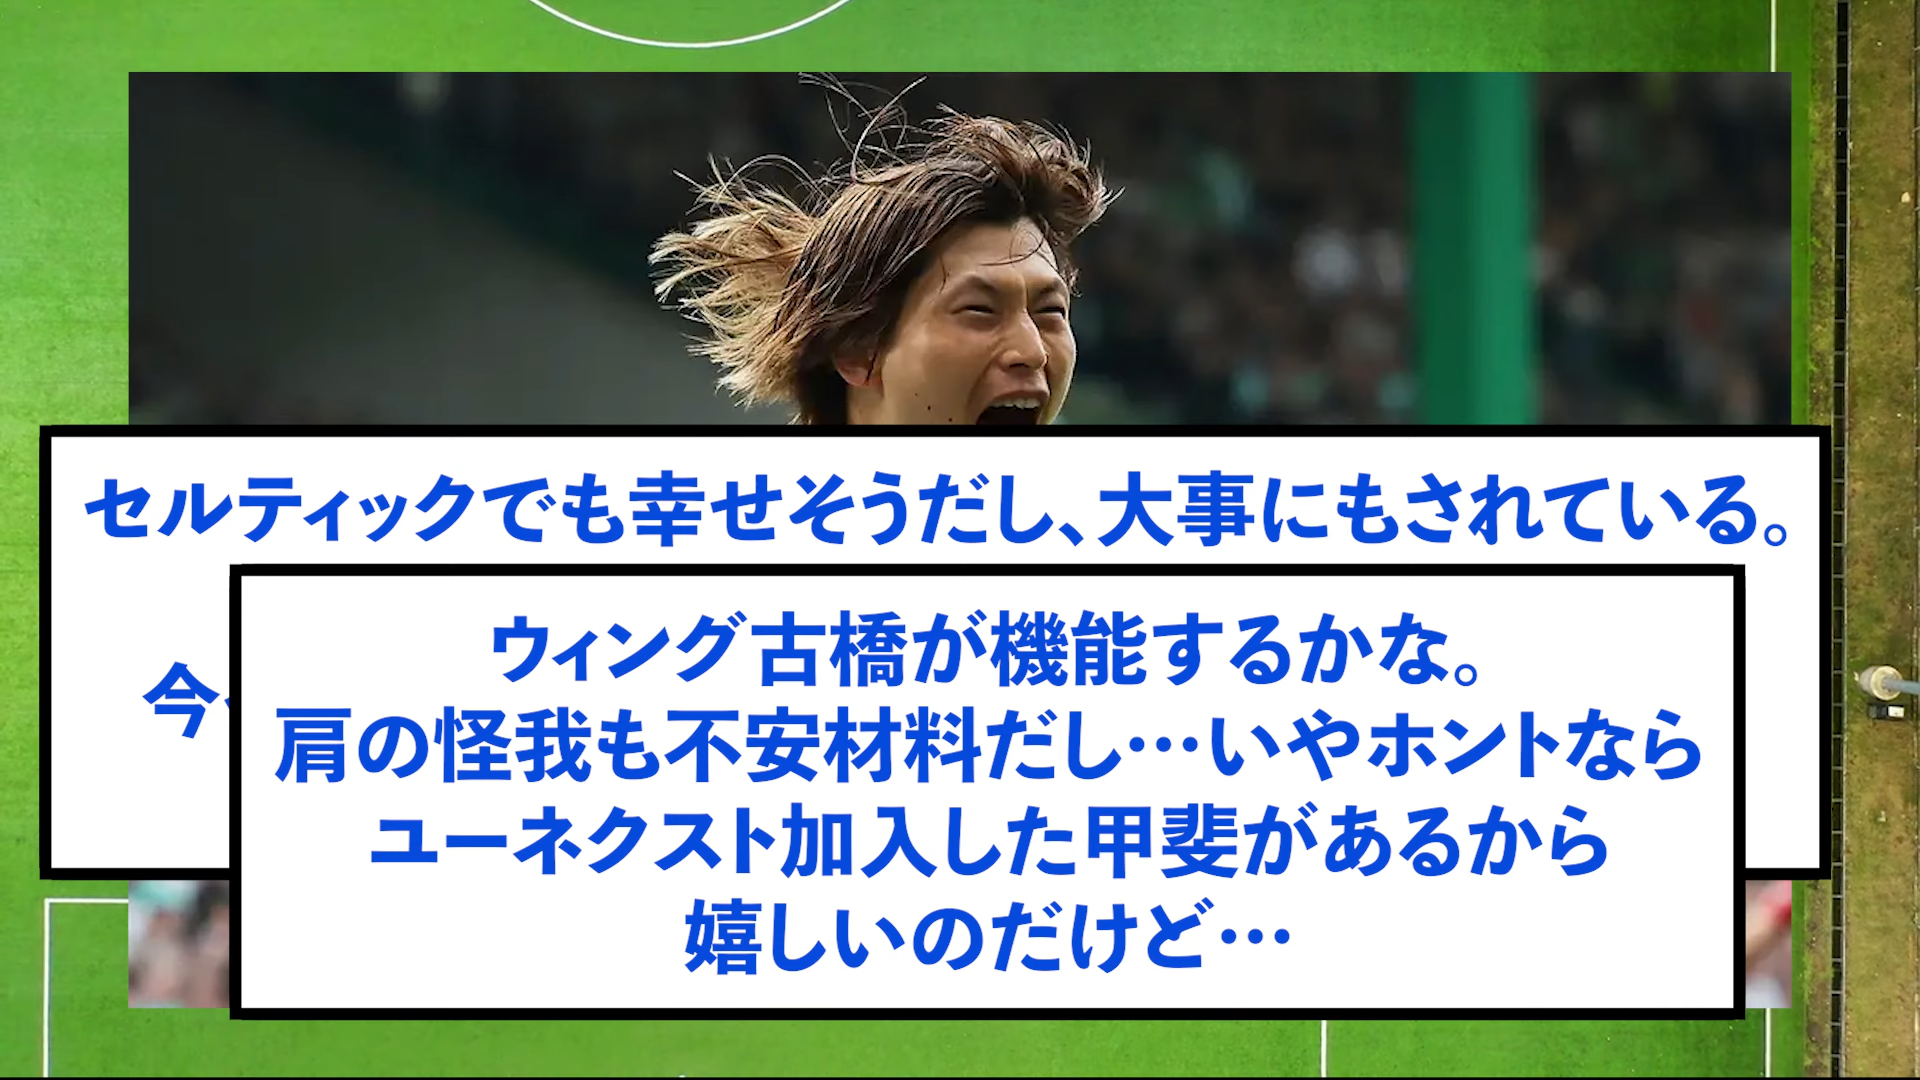 セルティックでも幸せそうだし、大事にもされている。
今
ウィング古橋が機能するかな。
肩の怪我も不安材料だし…いやホントなら
ユーネクスト加入した甲斐があるから
嬉しいのだけど…